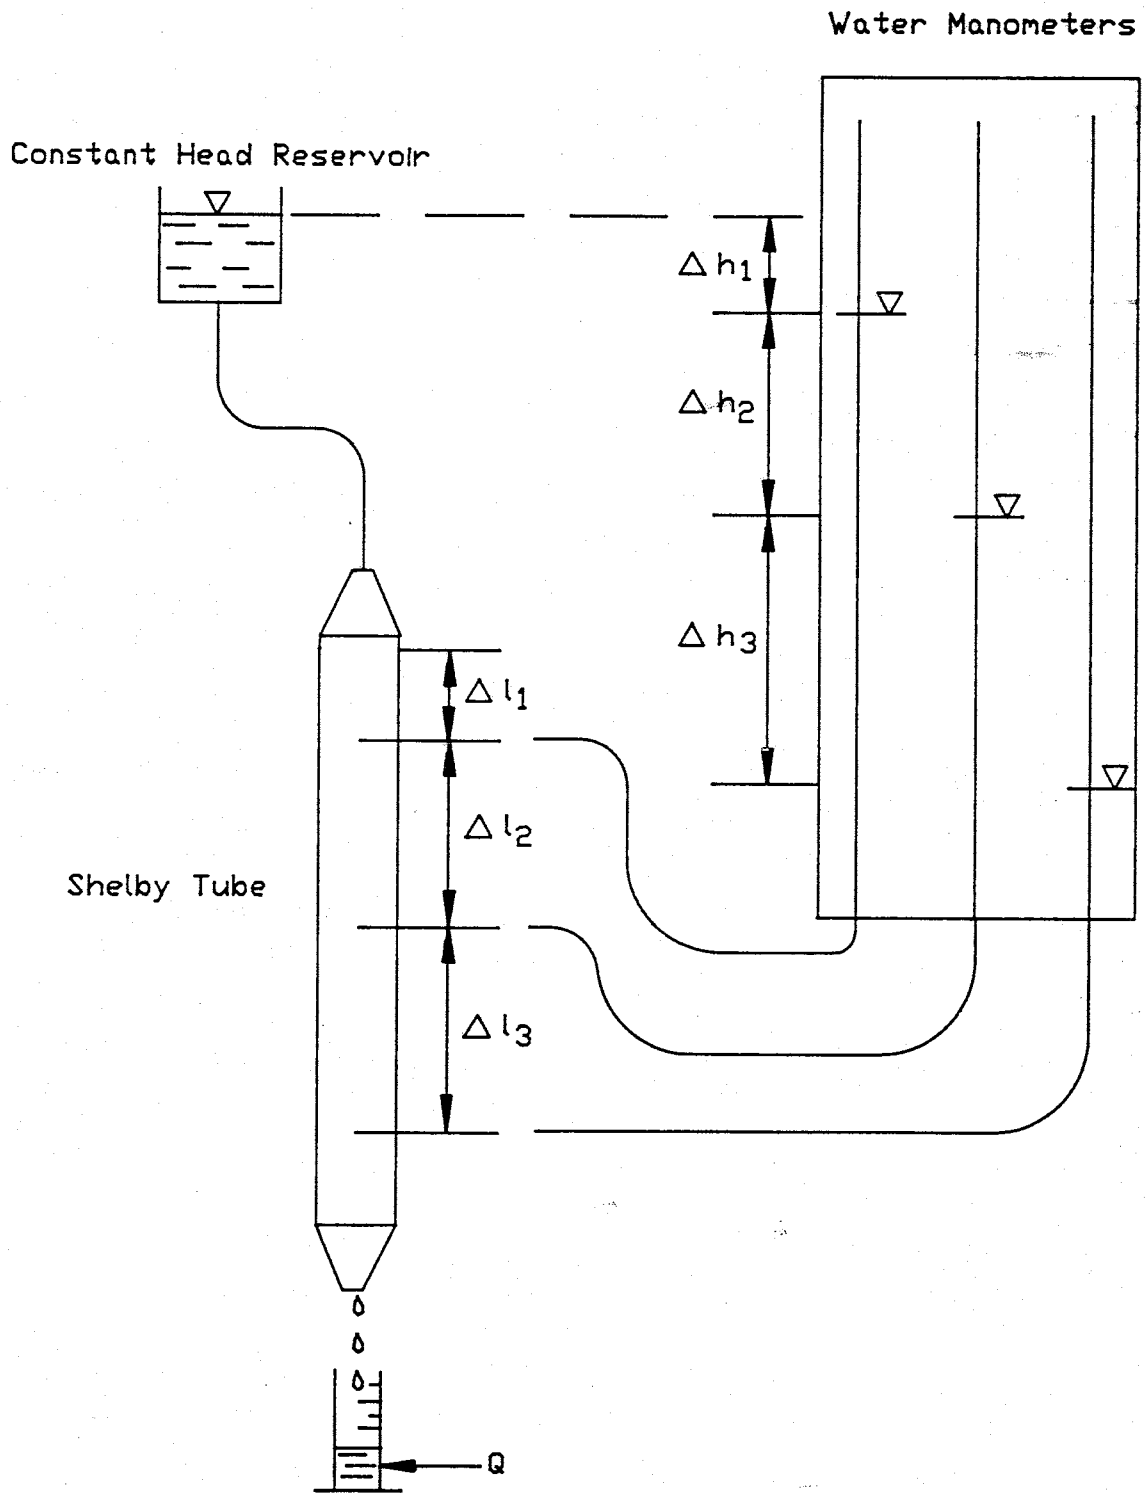 Water Manometers
Constant Head Reservoir
△ h1
△ h2
△ h3
△ l1
△ l2
Shelby Tube
△ l3
Q